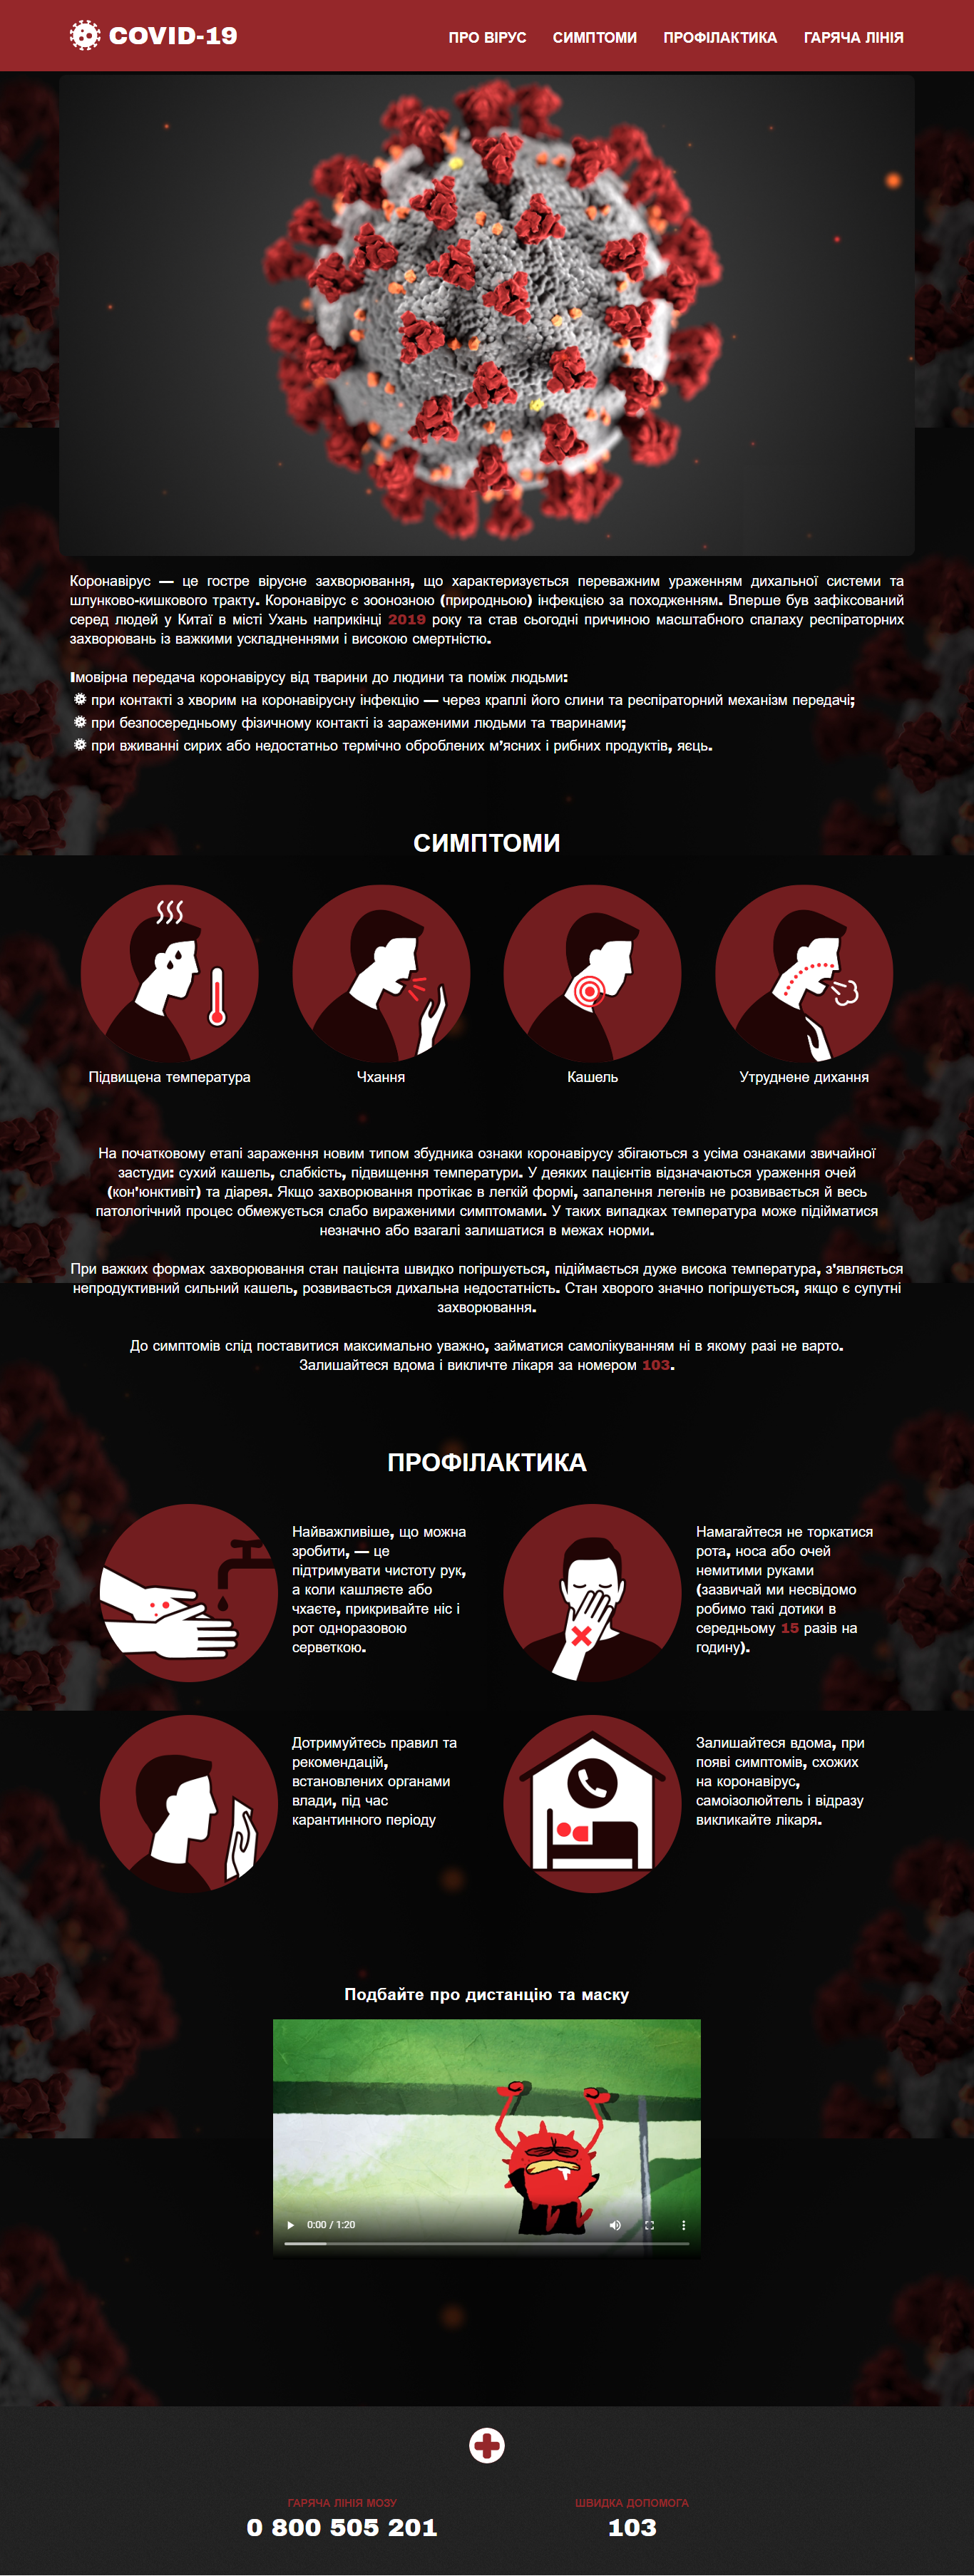 COVID-19
ПРО ВІРУС СИМПТОМИ ПРОФІЛАКТИКА ГАРЯЧА ЛІНІЯ
Коронавірус — це гостре вірусне захворювання, що характеризується переважним ураженням дихальної системи та
шлунково-кишкового тракту. Коронавірус є зоонозною (природньою) інфекцією за походженням. Вперше був зафіксований
серед людей у Китаї в місті Ухань наприкінці 2019 року та став сьогодні причиною масштабного спалаху респіраторних
захворювань із важкими ускладненнями і високою смертністю.
Імовірна передача коронавірусу від тварини до людини та поміж людьми:
при контакті з хворим на коронавірусну інфекцію — через краплі його слини та респіраторний механізм передачі;
при безпосередньому фізичному контакті із зараженими людьми та тваринами;
при вживанні сирих або недостатньо термічно оброблених м'ясних і рибних продуктів, яєць.
СИМПТОМИ
Підвищена температура
Чхання
Кашель
Утруднене дихання
На початковому етапі зараження новим типом збудника ознаки коронавірусу збігаються з усіма ознаками звичайної
застуди: сухий кашель, слабкість, підвищення температури. У деяких пацієнтів відзначаються ураження очей
(кон'юнктивіт) та діарея. Якщо захворювання протікає в легкій формі, запалення легенів не розвивається й весь
патологічний процес обмежується слабо вираженими симптомами. У таких випадках температура може підійматися
незначно або взагалі залишатися в межах норми.
При важких формах захворювання стан пацієнта швидко погіршується, підіймається дуже висока температура, з'являється
непродуктивний сильний кашель, розвивається дихальна недостатність. Стан хворого значно погіршується, якщо є супутні
захворювання.
До симптомів слід поставитися максимально уважно, займатися самолікуванням ні в якому разі не варто.
Залишайтеся вдома і викличте лікаря за номером 103.
ПРОФІЛАКТИКА
Найважливіше, що можна
зробити, — це
підтримувати чистоту рук,
а коли кашляєте або
чхаєте, прикривайте ніс і
рот одноразовою
серветкою.
Намагайтеся не торкатися
рота, носа або очей
немитими руками
(зазвичай ми несвідомо
робимо такі дотики в
середньому 15 разів на
годину).
Дотримуйтесь правил та
рекомендацій,
встановлених органами
влади, під час
карантинного періоду
Залишайтеся вдома, при
появі симптомів, схожих
на коронавірус,
самоізолюйтель і відразу
викликайте лікаря.
Подбайте про дистанцію та маску
0:00 / 1:20
ГАРЯЧА ЛІНІЯ МОЗУ
0 800 505 201
ШВИДКА ДОПОМОГА
103